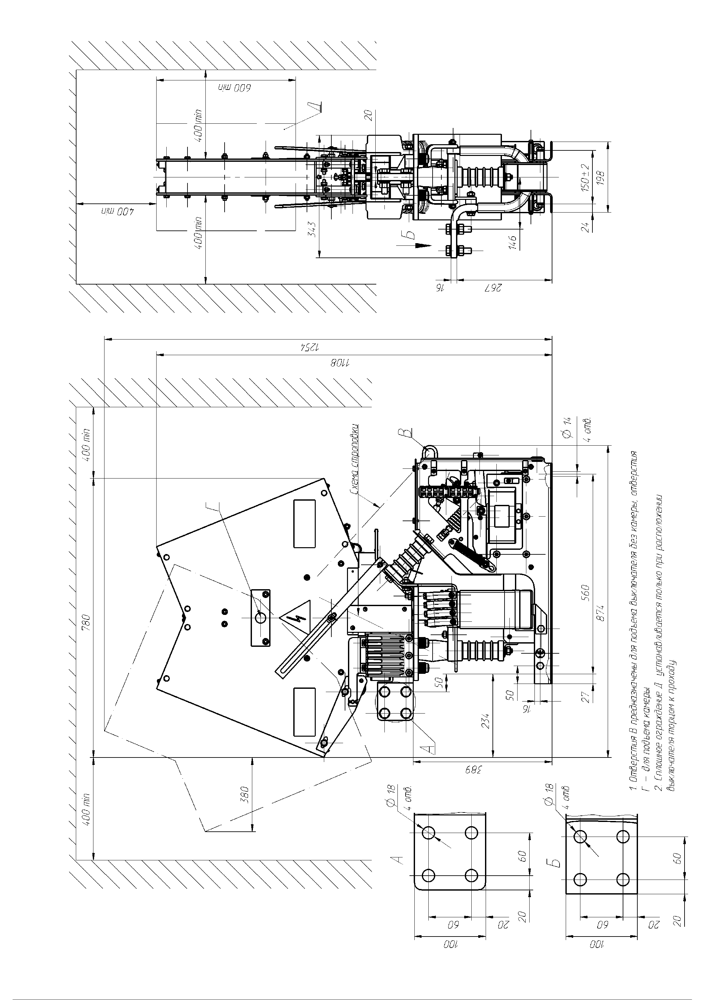 400 min
780
400 min
380
1254
1108
Схема строповки
Г
В
А
Ø 14
4 отв.
50
234
389
50
16
27
560
874
400 min
400 min
400 min
600 min
Д
20
343
Б
16
267
146
24
150±2
198
А
Ø 18
4 отв.
60
20
60
20
100
Б
Ø 18
4 отв
60
20
60
20
100
1. Отверстия В предназначены для подъема выключателя без камеры, отверстия
Г – для подъема камеры.
2. Сплошное ограждение Д устанавливается только при расположении
выключателя торцом к проходу.